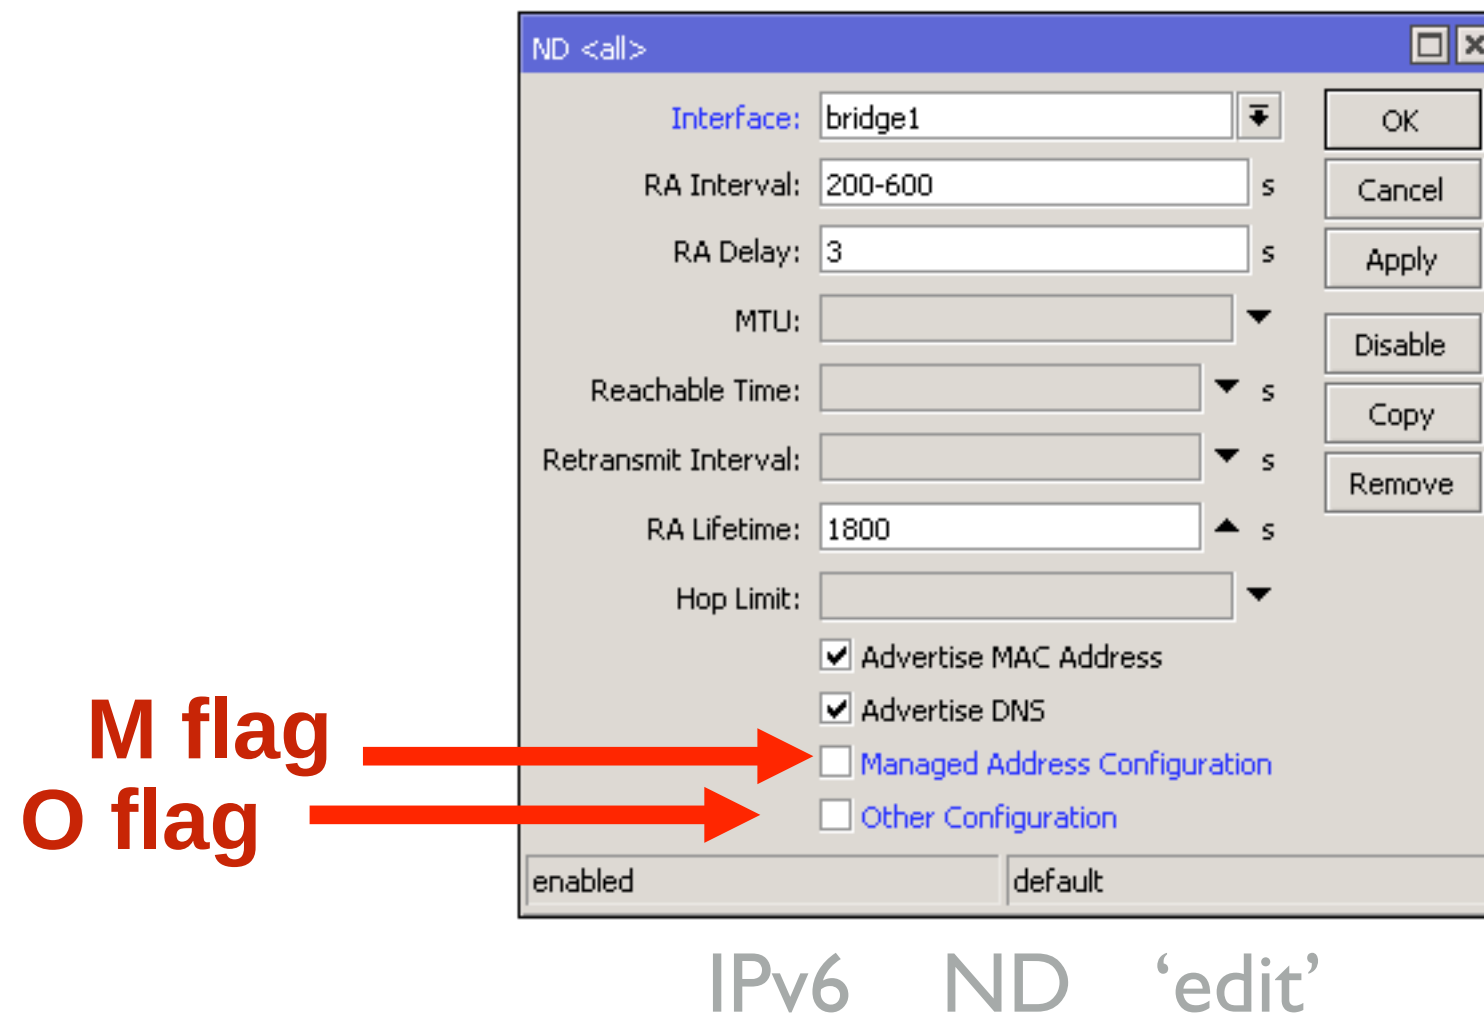 ND <all>
Interface: bridge1
OK
RA Interval: 200-600 s
Cancel
RA Delay: 3 s
Apply
MTU:
Disable
Reachable Time: s
Copy
Retransmit Interval: s
Remove
RA Lifetime: 1800 s
Hop Limit:
Advertise MAC Address
Advertise DNS
M flag
Managed Address Configuration
O flag
Other Configuration
enabled default
IPv6 ND ‘edit’